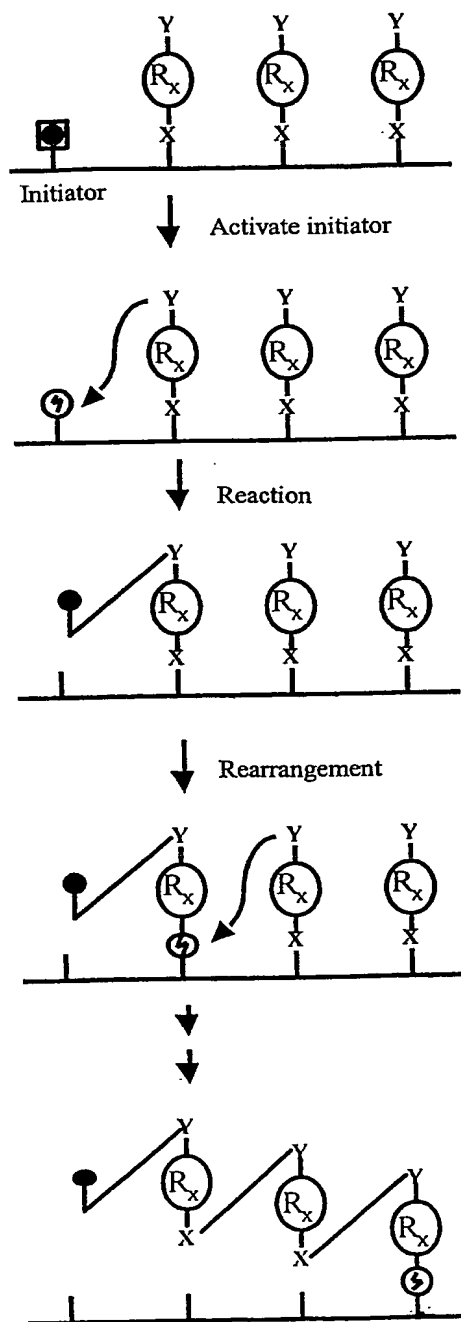 Y Y Y
Rx Rx Rx
X X X
Initiator
Activate initiator
Y Y Y
Rx Rx Rx
X X X
Reaction
Y Y Y
Rx Rx Rx
X X X
Rearrangement
Y Y Y
Rx Rx Rx
X X
Y Y Y
Rx Rx Rx
X X